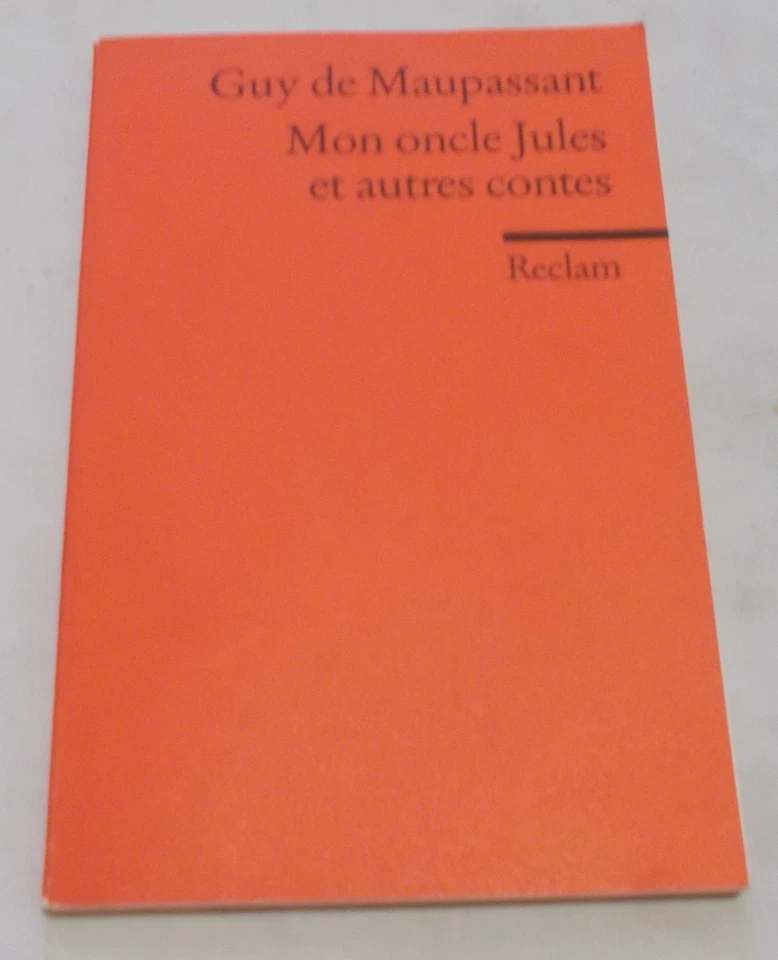 Guy de Maupassant
Mon oncle Jules
et autres contes
Reclam